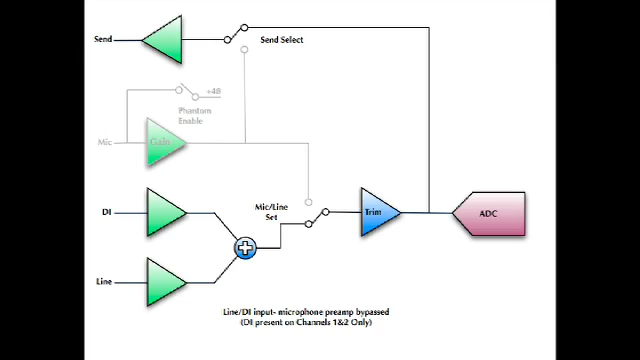 Send
Send Select
+48
Phantom
Enable
Mic
Gain
DI
Mic/Line
Set
Trim
ADC
Line
Line/DI input- microphone preamp bypassed
(DI present on Channels 1&2 Only)